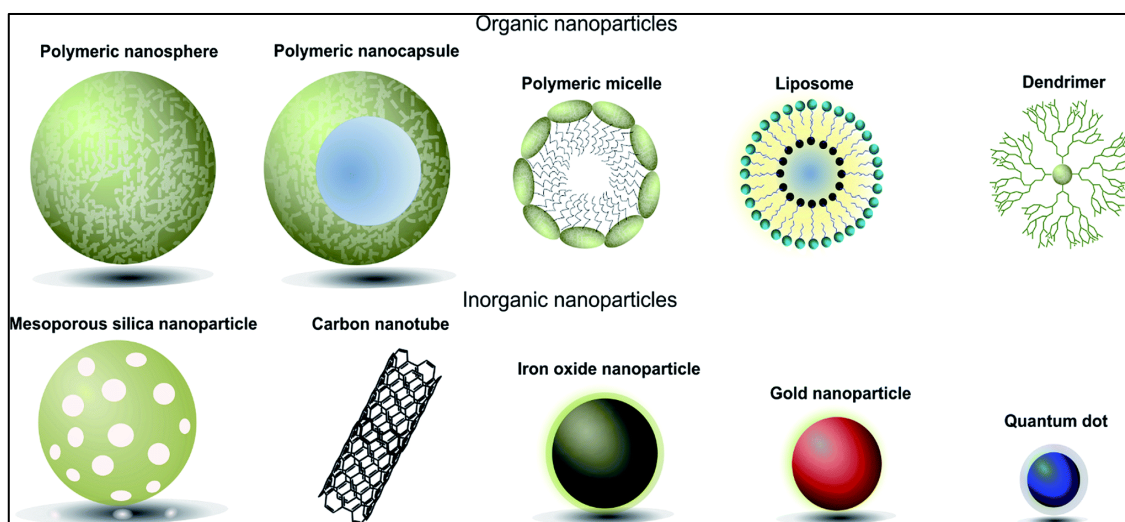 Organic nanoparticles
Polymeric nanosphere
Polymeric nanocapsule
Polymeric micelle
Liposome
Dendrimer
Inorganic nanoparticles
Mesoporous silica nanoparticle
Carbon nanotube
Iron oxide nanoparticle
Gold nanoparticle
Quantum dot